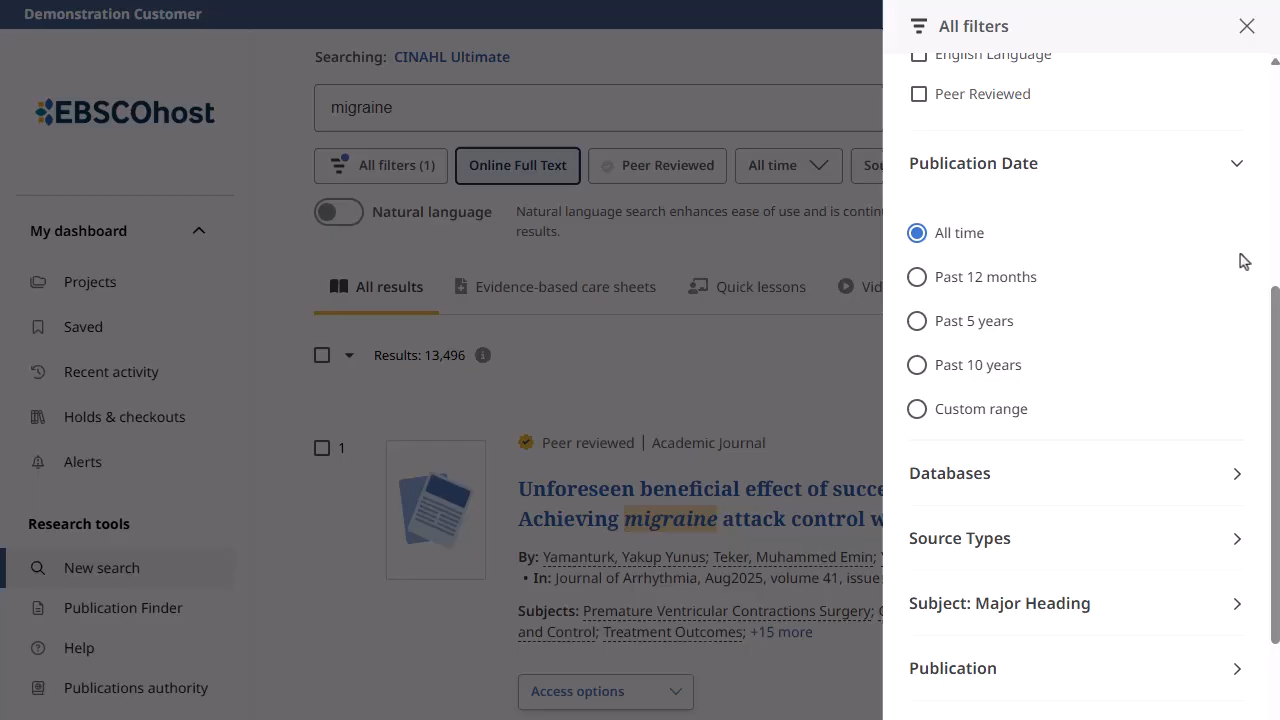 Demonstration Customer
EBSCOhost
My dashboard
Projects
Saved
Recent activity
Holds & checkouts
Alerts
Research tools
New search
Publication Finder
Help
Publications authority
Searching: CINAHL Ultimate
migraine
All filters (1)
Online Full Text
Peer Reviewed
All time
Sou
Natural language
Natural language search enhances ease of use and is contin
results.
All results
Evidence-based care sheets
Quick lessons
Vid
Results: 13,496
1
Peer reviewed | Academic Journal
Unforeseen beneficial effect of succe
Achieving migraine attack control w
By: Yamanturk, Yakup Yunus; Teker, Muhammed Emin;
• In: Journal of Arrhythmia, Aug2025, volume 41, issue
Subjects: Premature Ventricular Contractions Surgery;
and Control; Treatment Outcomes; +15 more
Access options
All filters
English Language
Peer Reviewed
Publication Date
All time
Past 12 months
Past 5 years
Past 10 years
Custom range
Databases
Source Types
Subject: Major Heading
Publication